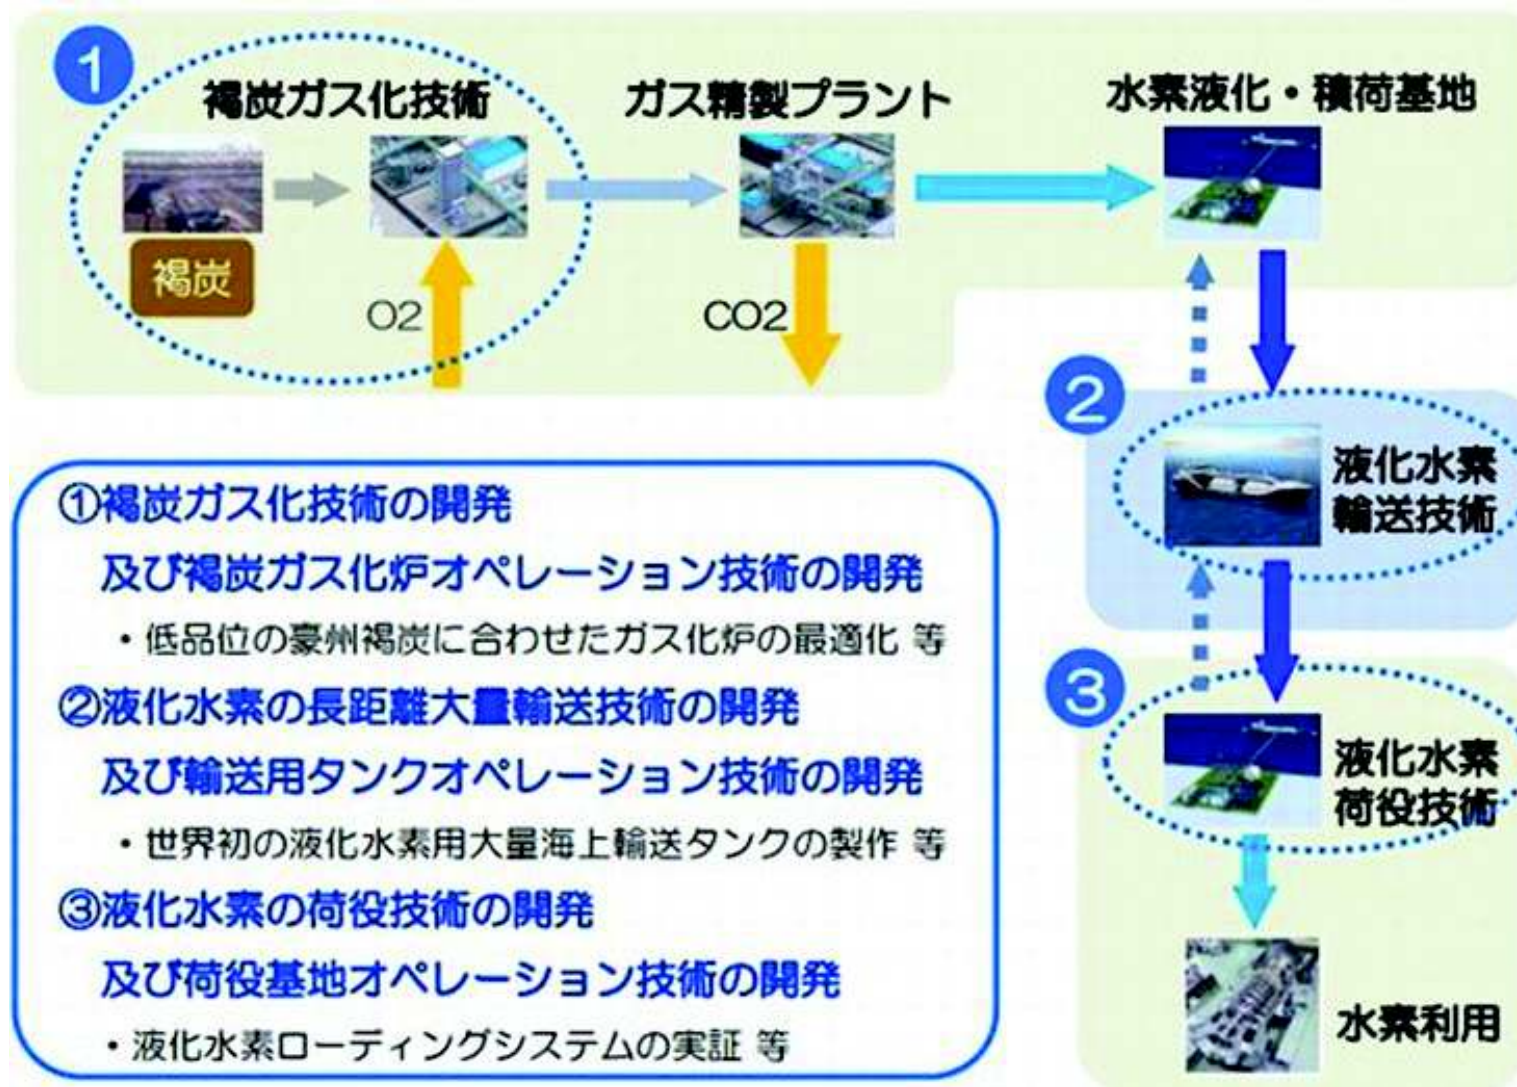 ①
褐炭ガス化技術
ガス精製プラント
水素液化・積荷基地
褐炭
O2
CO2
②
液化水素
輸送技術
③
液化水素
荷役技術
水素利用
①褐炭ガス化技術の開発
及び褐炭ガス化炉オペレーション技術の開発
・低品位の豪州褐炭に合わせたガス化炉の最適化 等
②液化水素の長距離大量輸送技術の開発
及び輸送用タンクオペレーション技術の開発
・世界初の液化水素用大量海上輸送タンクの製作 等
③液化水素の荷役技術の開発
及び荷役基地オペレーション技術の開発
・液化水素ローディングシステムの実証 等